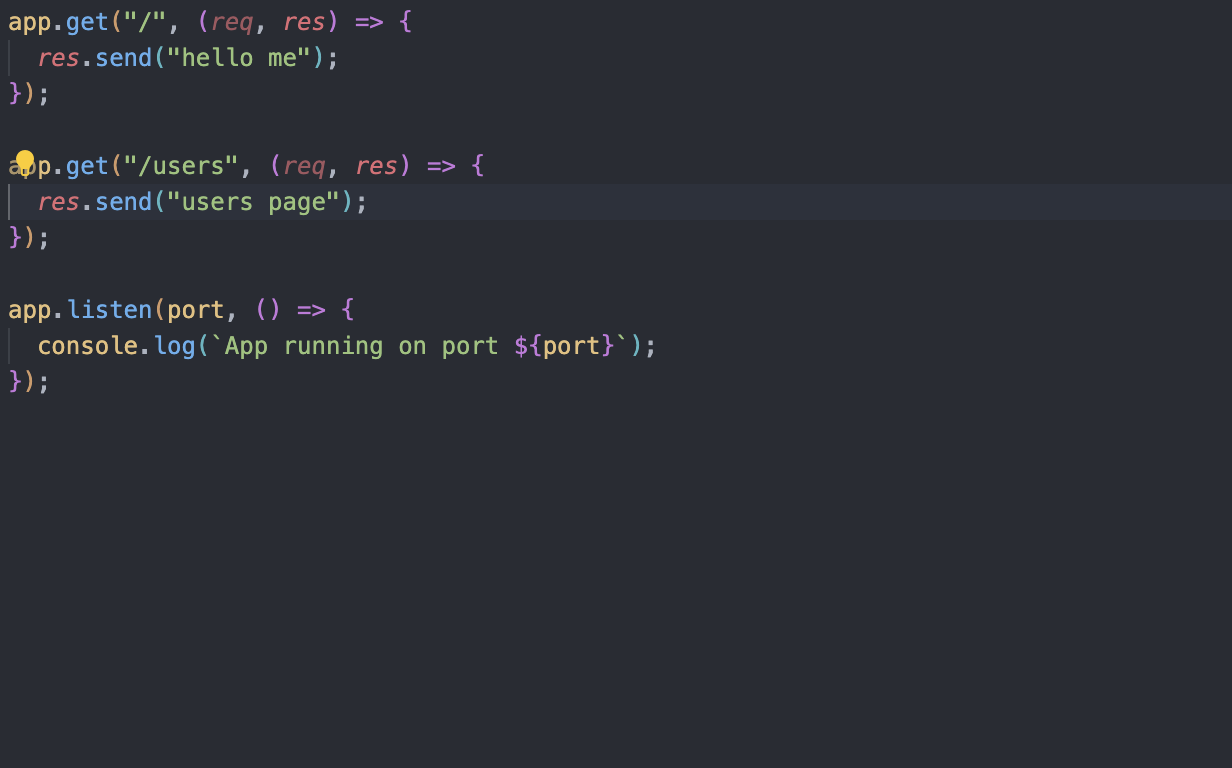 app.get("/", (req, res) => {
  res.send("hello me");
});
app.get("/users", (req, res) => {
  res.send("users page");
});
app.listen(port, () => {
  console.log(`App running on port ${port}`);
});